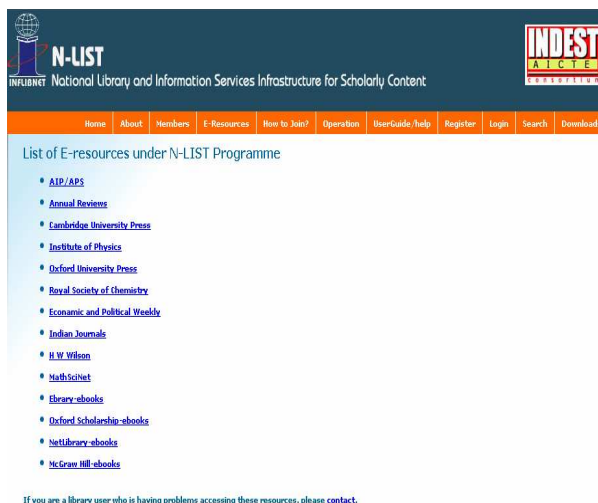 N-LIST
INFLIBNET National Library and Information Services Infrastructure for Scholarly Content
INDEST
AICTE
consortium
Home About Members E-Resources How to Join? Operation UserGuide/help Register Login Search Download
List of E-resources under N-LIST Programme
AIP/APS
Annual Reviews
Cambridge University Press
Institute of Physics
Oxford University Press
Royal Society of Chemistry
Economic and Political Weekly
Indian Journals
H W Wilson
MathSciNet
Ebrary-ebooks
Oxford Scholarship-ebooks
NetLibrary-ebooks
McGraw Hill-ebooks
If you are a library user who is having problems accessing these resources, please contact.